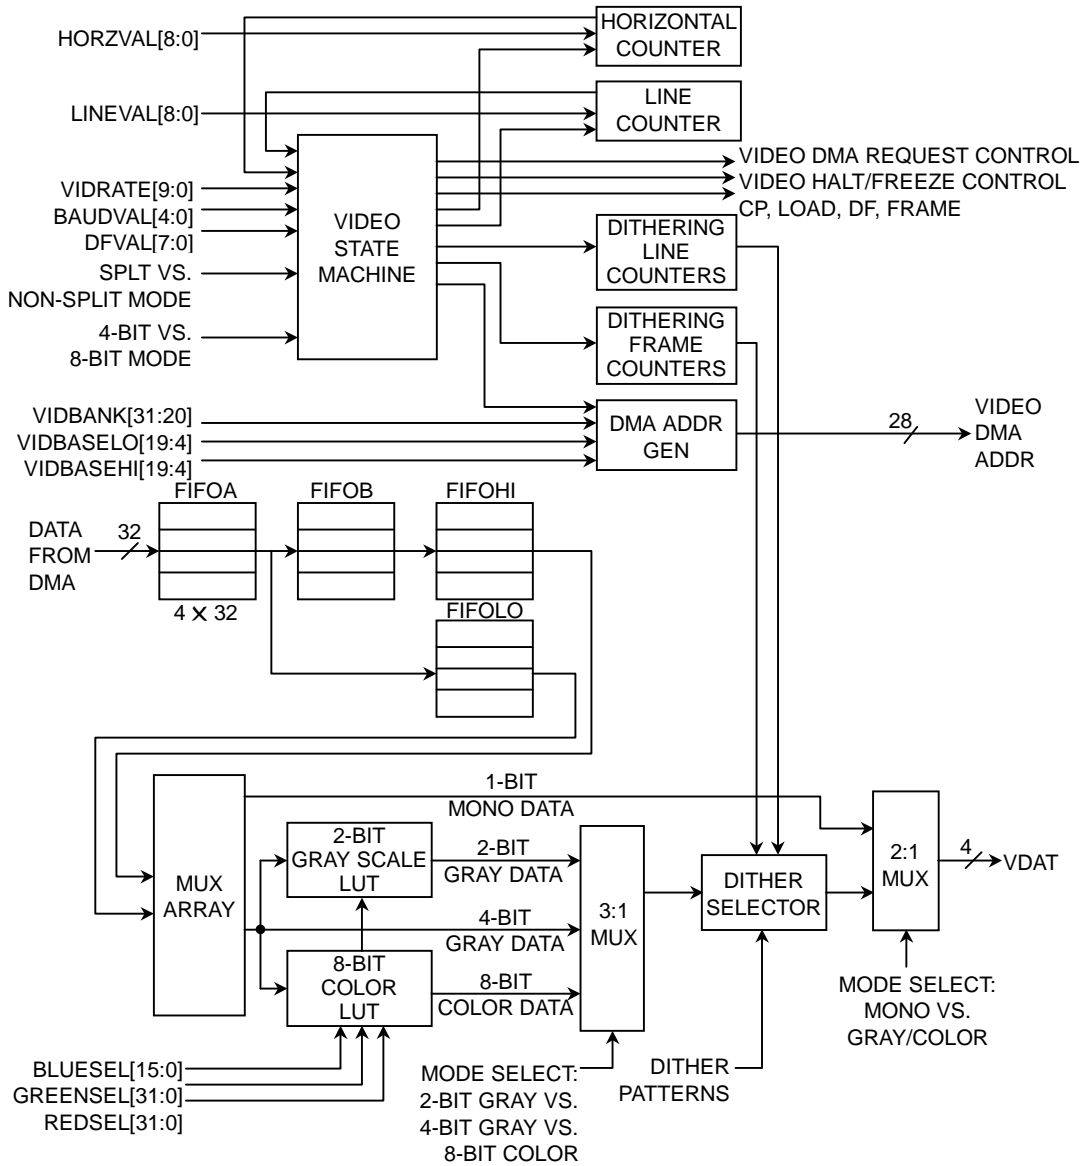 HORIZONTAL
COUNTER
HORZVAL[8:0]
LINE
COUNTER
LINEVAL[8:0]
VIDEO DMA REQUEST CONTROL
VIDEO HALT/FREEZE CONTROL
CP, LOAD, DF, FRAME
VIDRATE[9:0]
BAUDVAL[4:0]
DFVAL[7:0]
SPLT VS.
NON-SPLIT MODE
4-BIT VS.
8-BIT MODE
VIDEO
STATE
MACHINE
DITHERING
LINE
COUNTERS
DITHERING
FRAME
COUNTERS
VIDBANK[31:20]
VIDBASELO[19:4]
VIDBASEHI[19:4]
DMA ADDR
GEN
28
VIDEO
DMA
ADDR
FIFOA
FIFOB
FIFOHI
DATA
FROM
DMA
32
4 X 32
FIFOLO
1-BIT
MONO DATA
MUX
ARRAY
2-BIT
GRAY SCALE
LUT
2-BIT
GRAY DATA
4-BIT
GRAY DATA
8-BIT
COLOR
LUT
8-BIT
COLOR DATA
3:1
MUX
DITHER
SELECTOR
2:1
MUX
4
VDAT
MODE SELECT:
MONO VS.
GRAY/COLOR
BLUESEL[15:0]
GREENSEL[31:0]
REDSEL[31:0]
MODE SELECT:
2-BIT GRAY VS.
4-BIT GRAY VS.
8-BIT COLOR
DITHER
PATTERNS